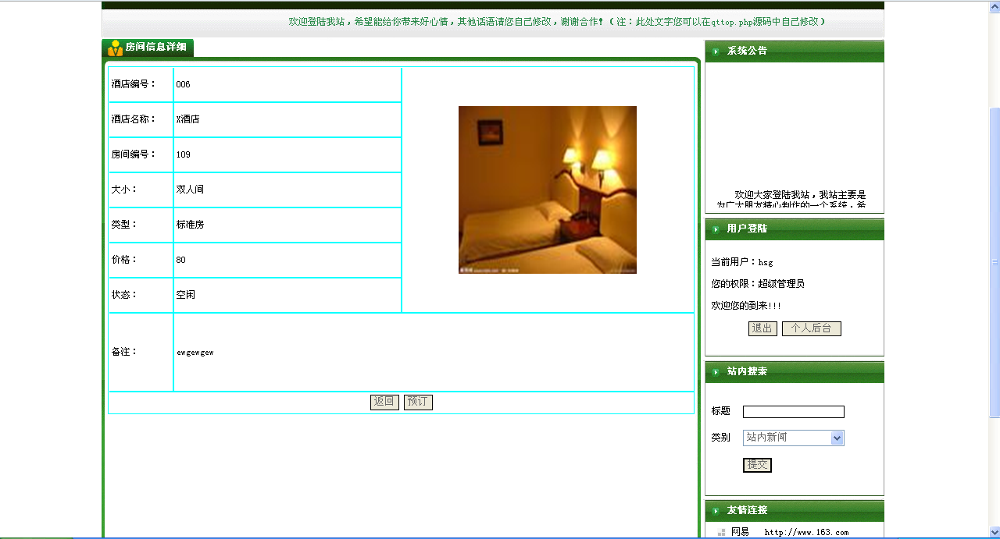 欢迎登陆我站，希望能给你带来好心情，其他话语请您自己修改，谢谢合作！（注：此处文字您可以在qttop.php源码中自己修改）
房间信息详细
酒店编号： 006
酒店名称： X酒店
房间编号： 109
大小： 双人间
类型： 标准房
价格： 80
状态： 空闲
备注： ewgewgew
返回 预订
系统公告
欢迎大家登陆我站，我站主要是
为广大朋友精心制作的一个系统，希
用户登陆
当前用户：hsg
您的权限：超级管理员
欢迎您的到来!!!
退出 个人后台
站内搜索
标题
类别 站内新闻
提交
友情连接
网易 http://www.163.com